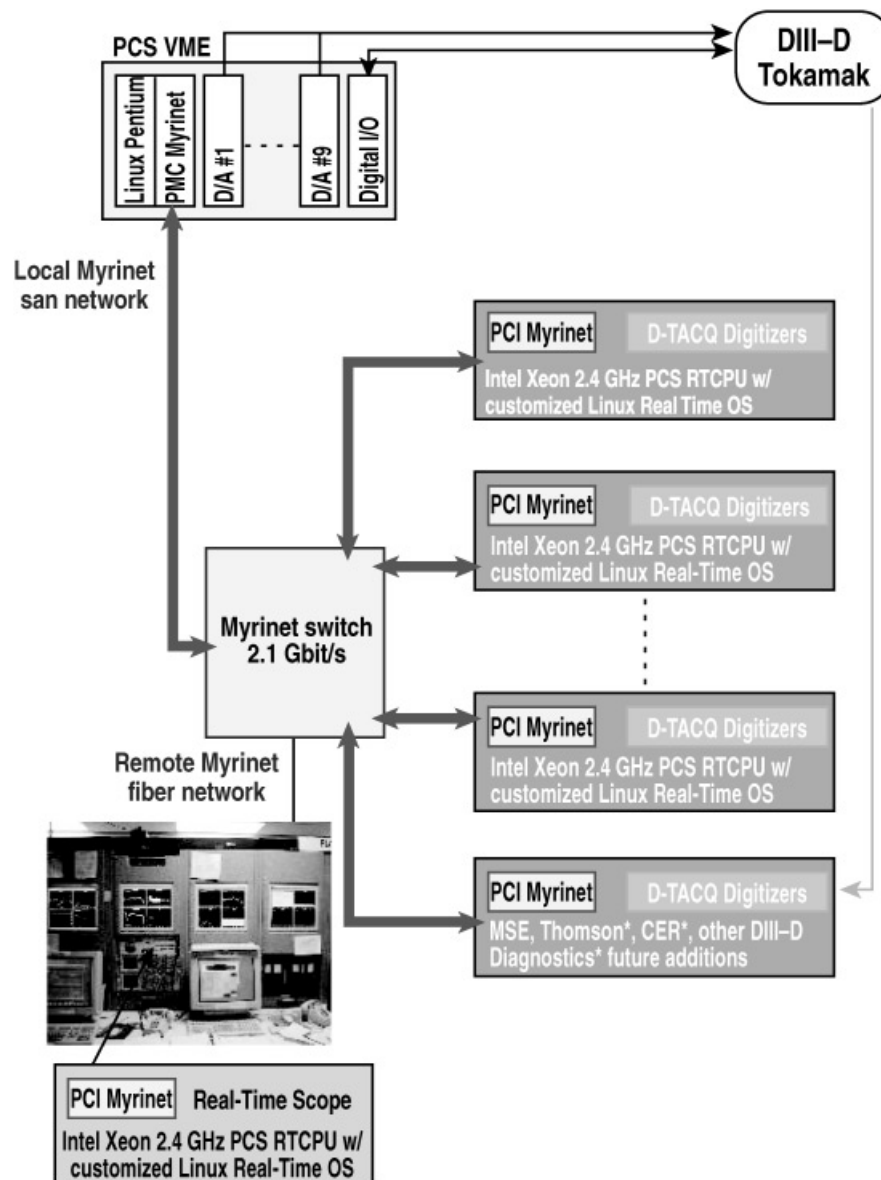 PCS VME
DIII–D
Tokamak
Linux Pentium
PMC Myrinet
D/A #1
D/A #9
Digital I/O
Local Myrinet
san network
PCI Myrinet
D-TACQ Digitizers
Intel Xeon 2.4 GHz PCS RTCPU w/
customized Linux Real Time OS
PCI Myrinet
D-TACQ Digitizers
Intel Xeon 2.4 GHz PCS RTCPU w/
customized Linux Real-Time OS
Myrinet switch
2.1 Gbit/s
PCI Myrinet
D-TACQ Digitizers
Intel Xeon 2.4 GHz PCS RTCPU w/
customized Linux Real-Time OS
Remote Myrinet
fiber network
PCI Myrinet
D-TACQ Digitizers
MSE, Thomson*, CER*, other DIII–D
Diagnostics* future additions
PCI Myrinet
Real-Time Scope
Intel Xeon 2.4 GHz PCS RTCPU w/
customized Linux Real-Time OS